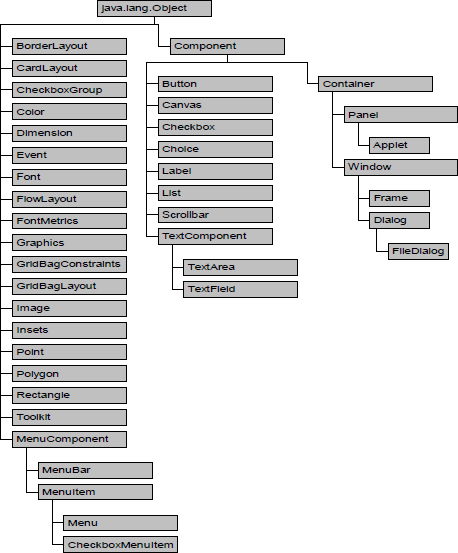 java.lang.Object
BorderLayout
CardLayout
CheckboxGroup
Color
Dimension
Event
Font
FlowLayout
FontMetrics
Graphics
GridBagConstraints
GridBagLayout
Image
Insets
Point
Polygon
Rectangle
Toolkit
MenuComponent
MenuBar
MenuItem
Menu
CheckboxMenuItem
Component
Button
Canvas
Checkbox
Choice
Label
List
Scrollbar
TextComponent
TextArea
TextField
Container
Panel
Applet
Window
Frame
Dialog
FileDialog